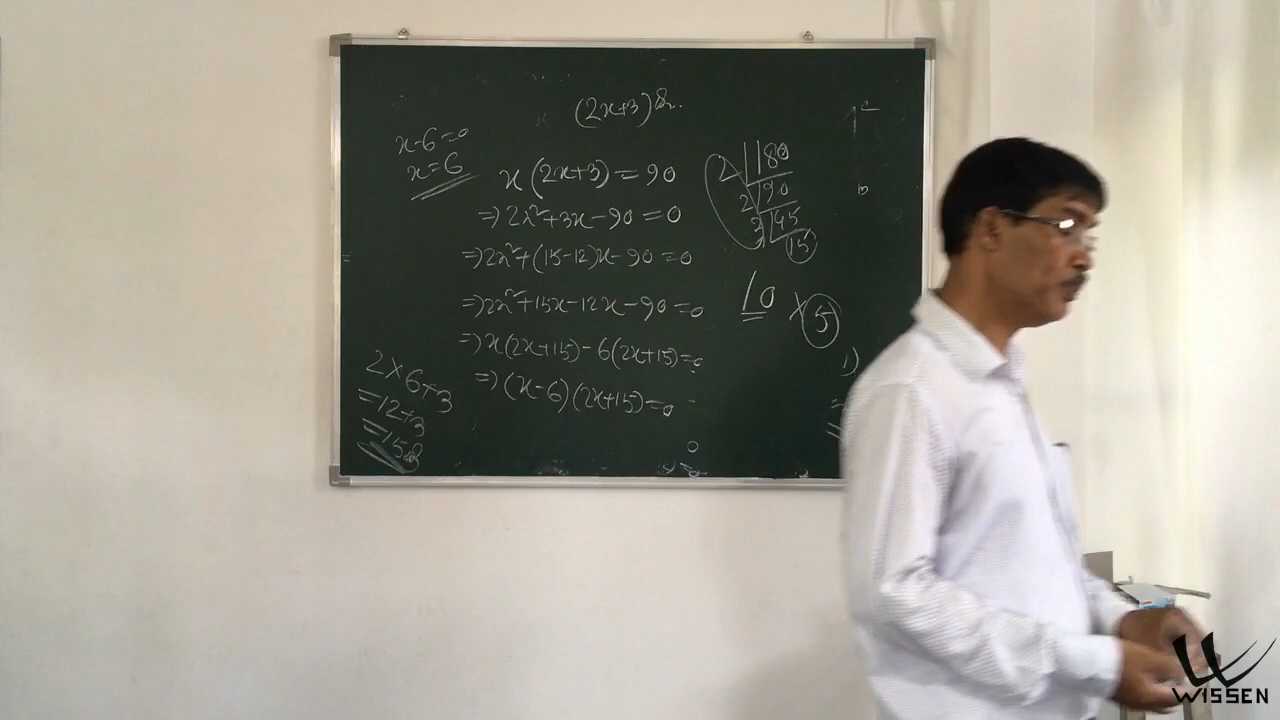 (2x+3)
x-6=0
x=6
x(2x+3)=90
=>2x²+3x-90=0
=>2x²+(15-12)x-90=0
=>2x²+15x-12x-90=0
=>x(2x+15)-6(2x+15)=0
=>(x-6)(2x+15)=0
2|180
2|90
3|45
15
10 × 5
2×6+3
=12+3
=15
1)
WISSEN